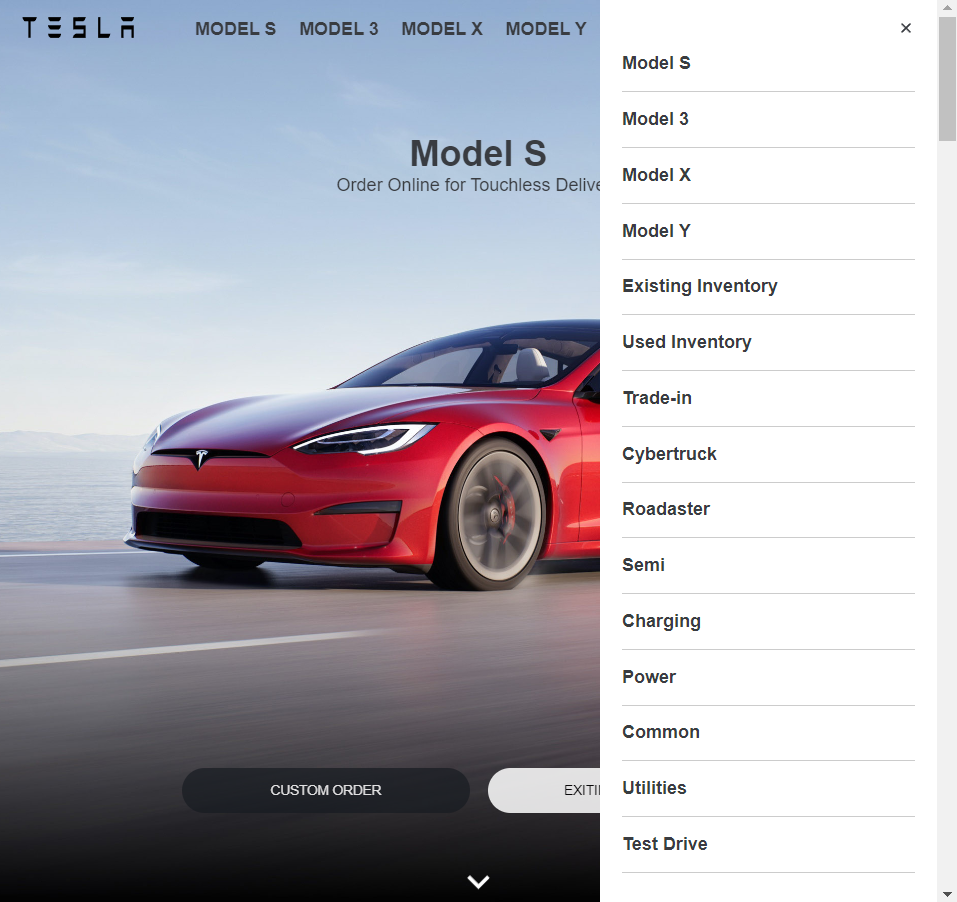 TESLA
MODEL S MODEL 3 MODEL X MODEL Y
Model S
Order Online for Touchless Delive
CUSTOM ORDER
EXITI
×
Model S
Model 3
Model X
Model Y
Existing Inventory
Used Inventory
Trade-in
Cybertruck
Roadaster
Semi
Charging
Power
Common
Utilities
Test Drive